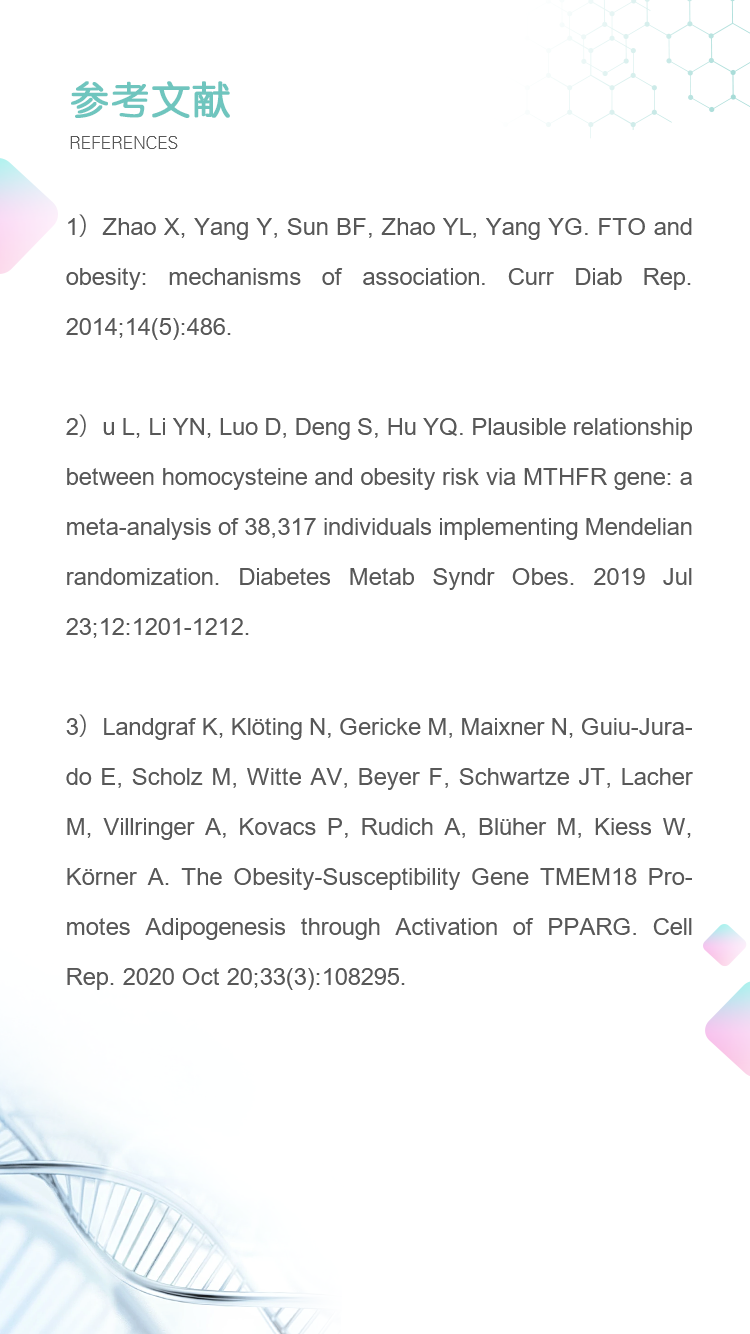 参考文献
REFERENCES
1）Zhao X, Yang Y, Sun BF, Zhao YL, Yang YG. FTO and
obesity: mechanisms of association. Curr Diab Rep.
2014;14(5):486.
2）u L, Li YN, Luo D, Deng S, Hu YQ. Plausible relationship
between homocysteine and obesity risk via MTHFR gene: a
meta-analysis of 38,317 individuals implementing Mendelian
randomization. Diabetes Metab Syndr Obes. 2019 Jul
23;12:1201-1212.
3）Landgraf K, Klöting N, Gericke M, Maixner N, Guiu-Jura-
do E, Scholz M, Witte AV, Beyer F, Schwartze JT, Lacher
M, Villringer A, Kovacs P, Rudich A, Blüher M, Kiess W,
Körner A. The Obesity-Susceptibility Gene TMEM18 Pro-
motes Adipogenesis through Activation of PPARG. Cell
Rep. 2020 Oct 20;33(3):108295.